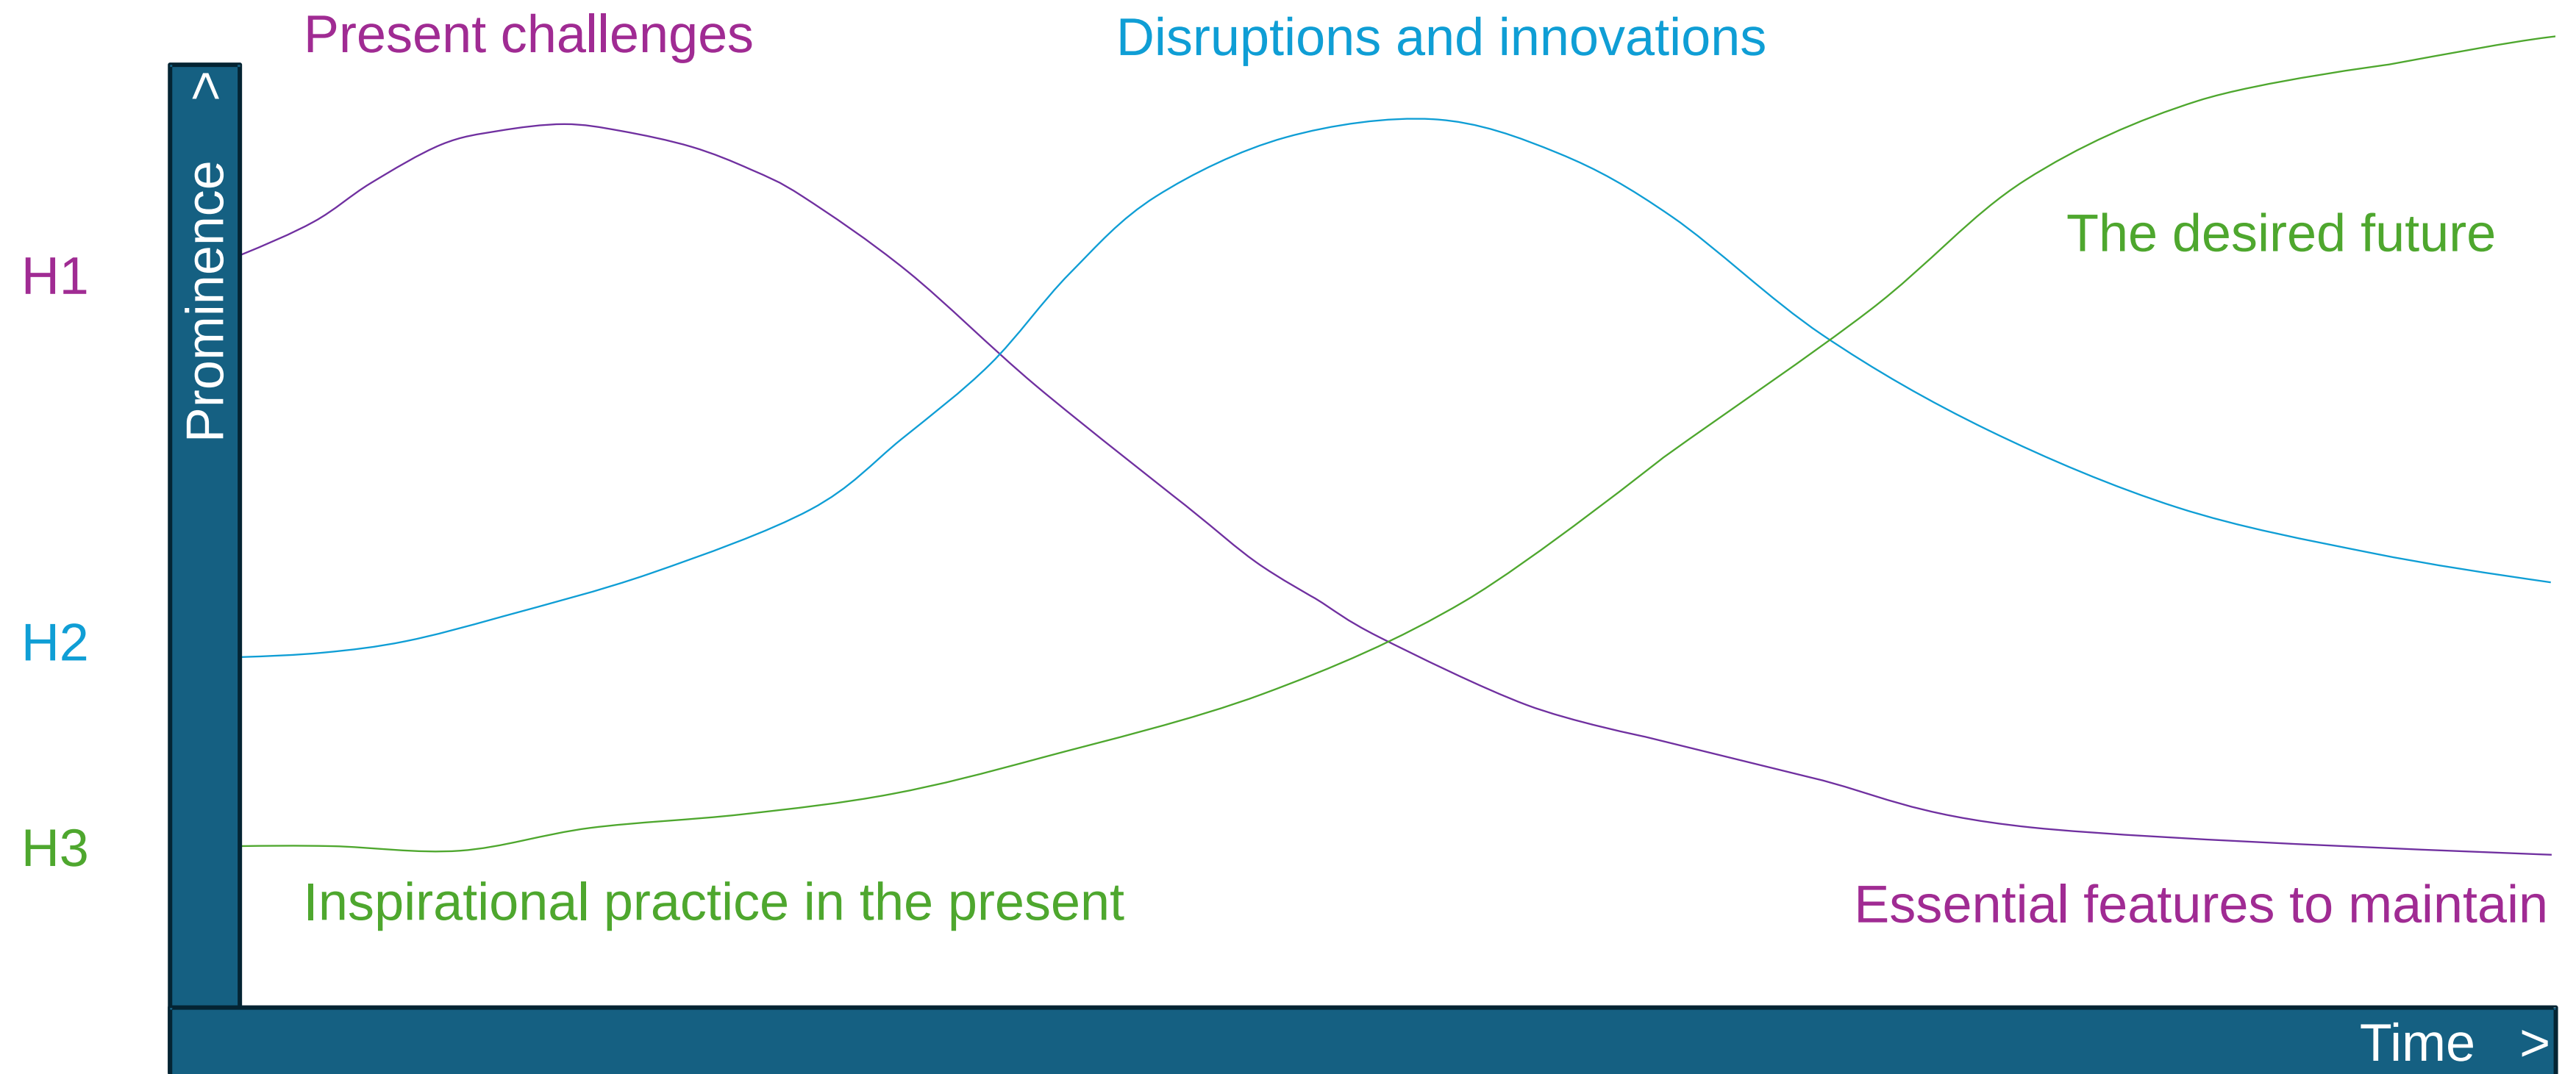 Present challenges
Disruptions and innovations
Prominence >
The desired future
H1
H2
H3
Inspirational practice in the present
Essential features to maintain
Time >